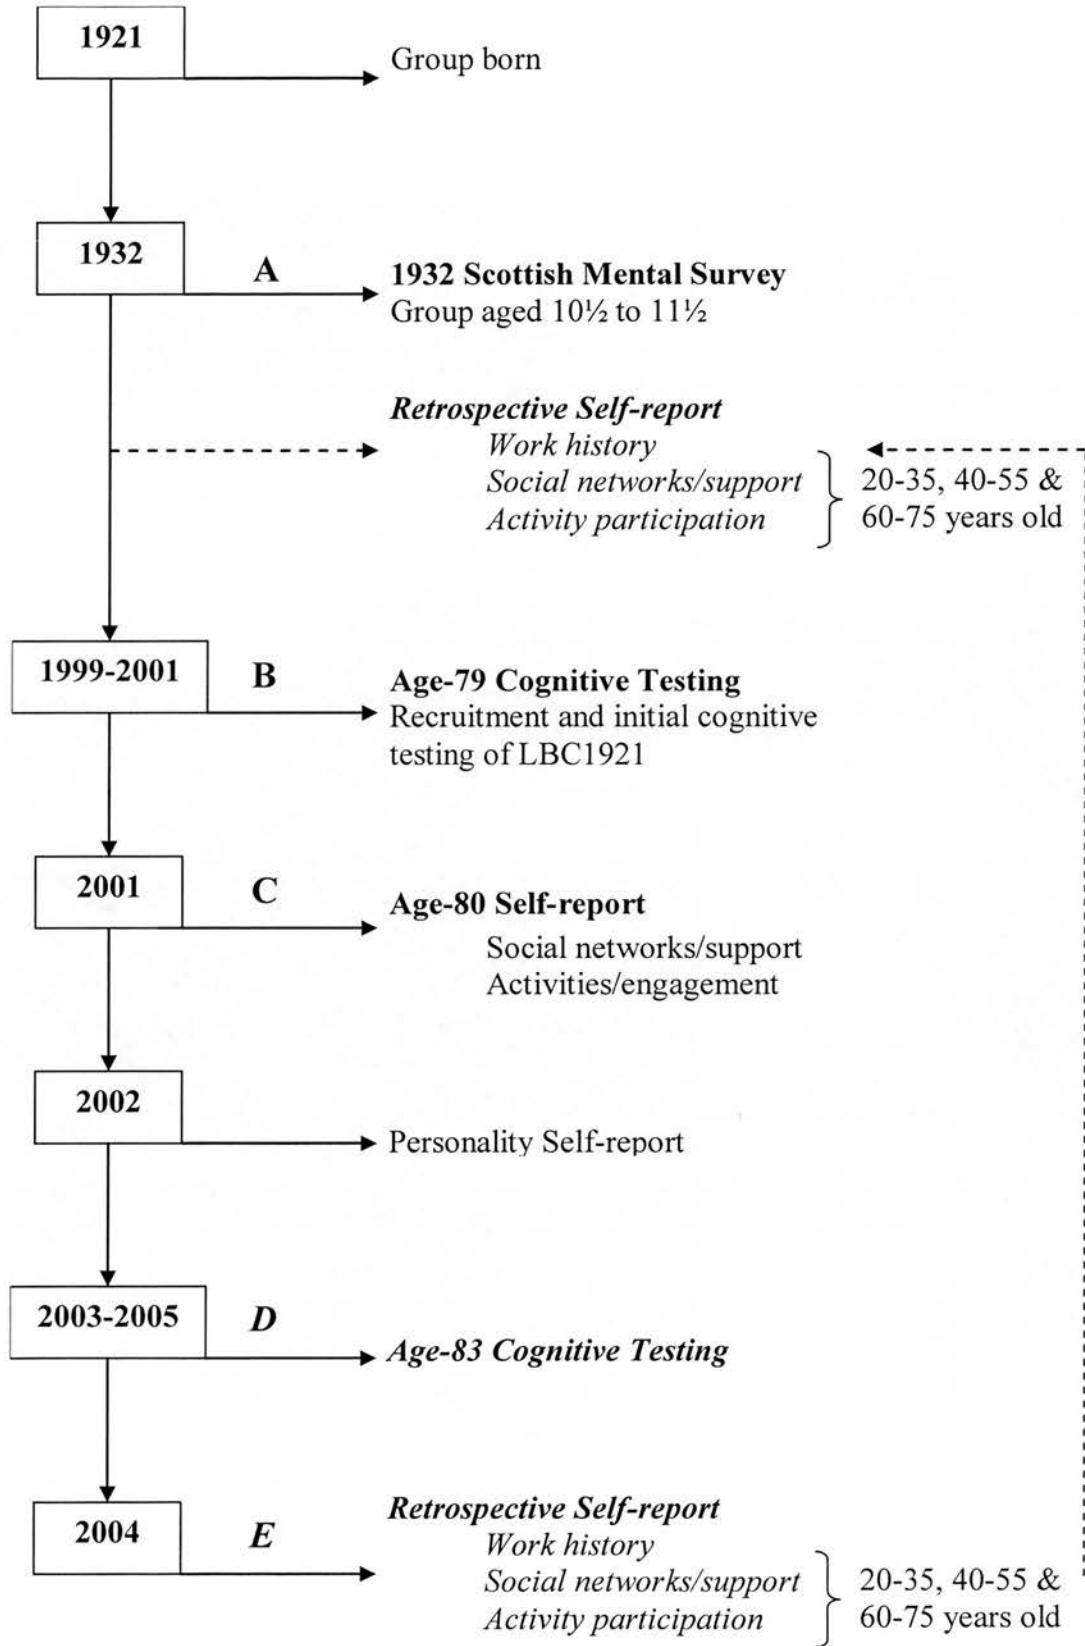 1921
Group born
1932
A
1932 Scottish Mental Survey
Group aged 10½ to 11½
Retrospective Self-report
Work history
Social networks/support
Activity participation
20-35, 40-55 &
60-75 years old
1999-2001
B
Age-79 Cognitive Testing
Recruitment and initial cognitive
testing of LBC1921
2001
C
Age-80 Self-report
Social networks/support
Activities/engagement
2002
Personality Self-report
2003-2005
D
Age-83 Cognitive Testing
2004
E
Retrospective Self-report
Work history
Social networks/support
Activity participation
20-35, 40-55 &
60-75 years old